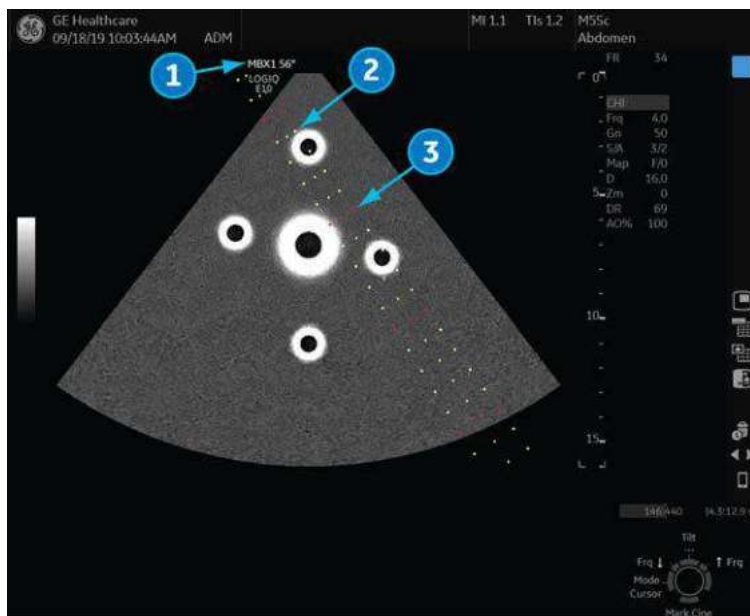 GE Healthcare
09/18/19 10:03:44AM ADM
MI 1.1 TIs 1.2
M5Sc
Abdomen
1
MBX1 56°
LOGIQ
E10
2
3
FR 34
CHI
Frq 4.0
Gn 50
S/A 3/2
Map F/0
D 16.0
Zm 0
DR 69
AO% 100
0
5
10
15
146:440
Tilt
Frq ↓ ↑ Frq
Mode
Cursor
Mark Cine